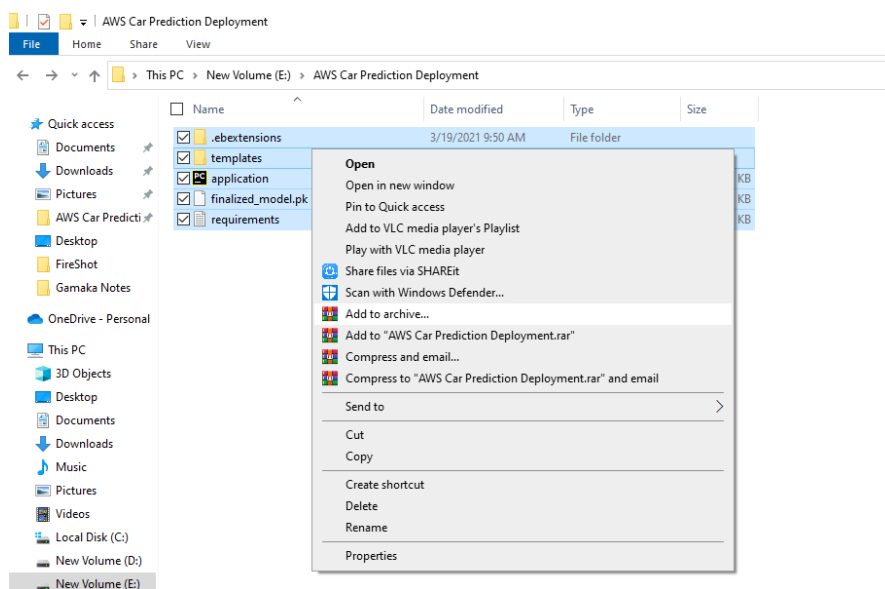 AWS Car Prediction Deployment
File Home Share View
This PC > New Volume (E:) > AWS Car Prediction Deployment
Name Date modified Type Size
Quick access
Documents
Downloads
Pictures
AWS Car Predicti
Desktop
FireShot
Gamaka Notes
OneDrive - Personal
This PC
3D Objects
Desktop
Documents
Downloads
Music
Pictures
Videos
Local Disk (C:)
New Volume (D:)
New Volume (E:)
.ebextensions 3/19/2021 9:50 AM File folder
templates
application KB
finalized_model.pk KB
requirements KB
Open
Open in new window
Pin to Quick access
Add to VLC media player's Playlist
Play with VLC media player
Share files via SHAREit
Scan with Windows Defender...
Add to archive...
Add to "AWS Car Prediction Deployment.rar"
Compress and email...
Compress to "AWS Car Prediction Deployment.rar" and email
Send to
Cut
Copy
Create shortcut
Delete
Rename
Properties